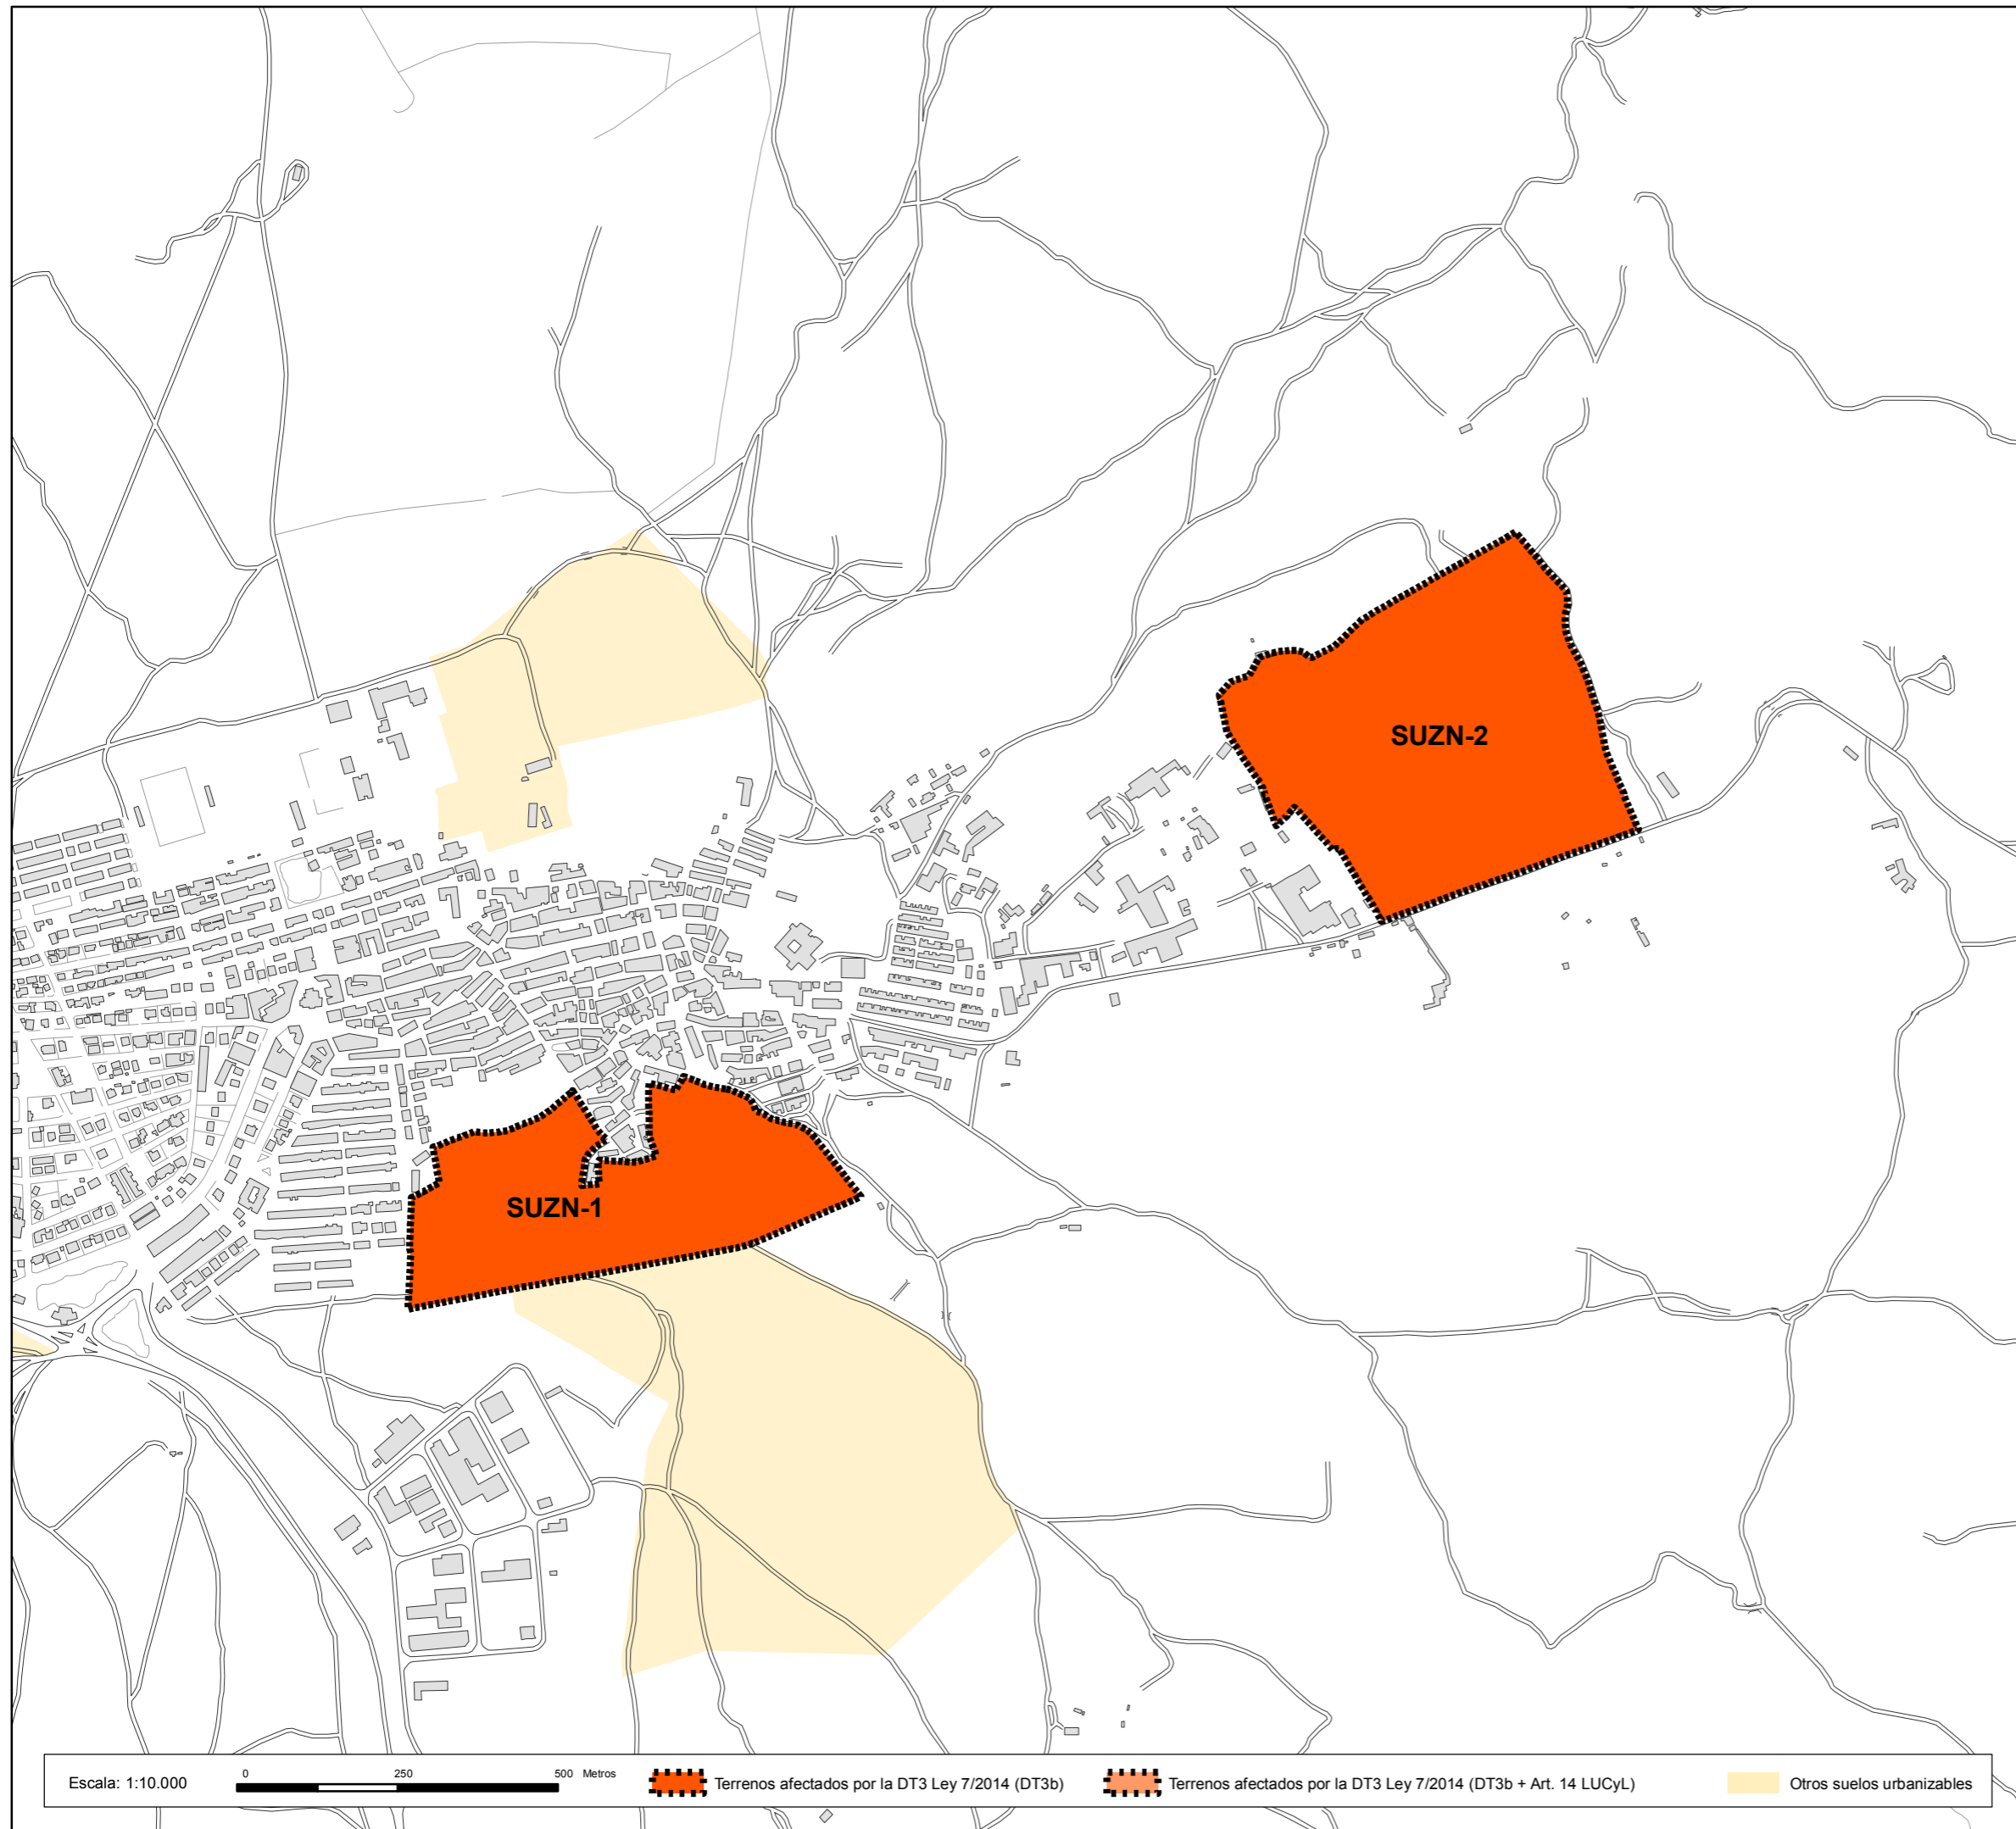 SUZN-2
SUZN-1
Escala: 1:10.000
0 250 500 Metros
Terrenos afectados por la DT3 Ley 7/2014 (DT3b)
Terrenos afectados por la DT3 Ley 7/2014 (DT3b + Art. 14 LUCyL)
Otros suelos urbanizables